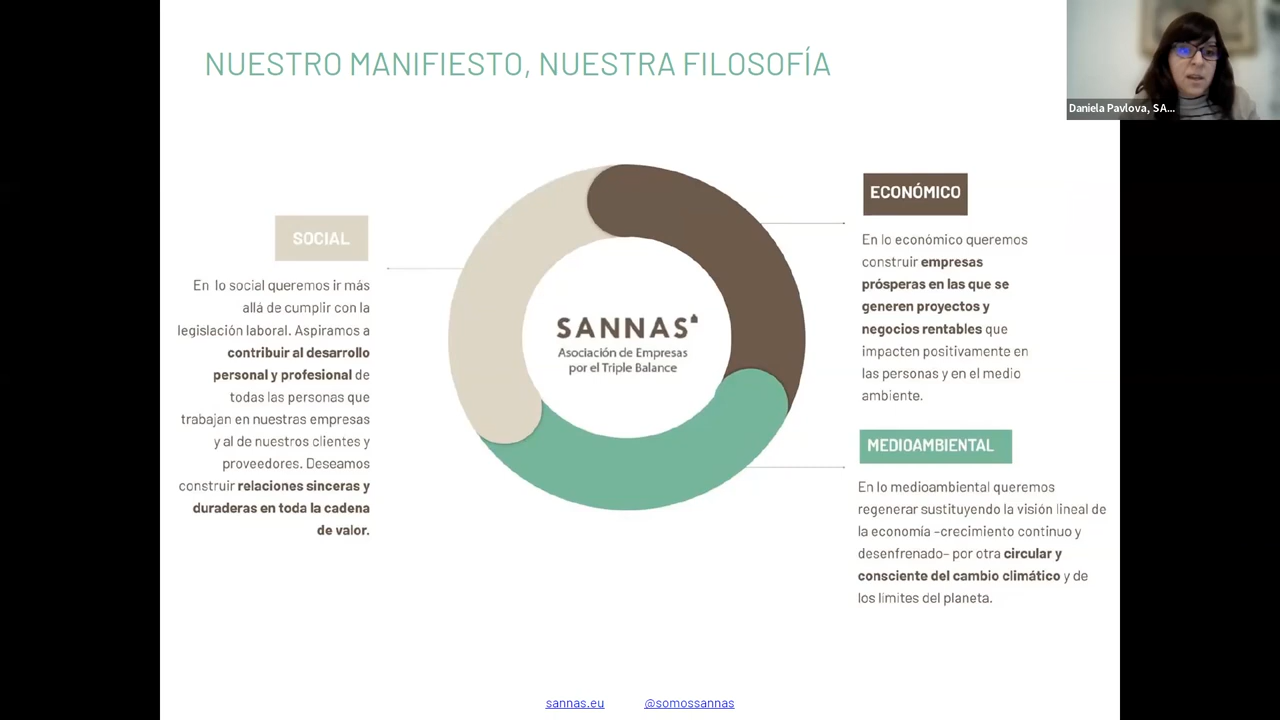 NUESTRO MANIFIESTO, NUESTRA FILOSOFÍA
Daniela Pavlova, SA...
SOCIAL
En lo social queremos ir más
allá de cumplir con la
legislación laboral. Aspiramos a
contribuir al desarrollo
personal y profesional de
todas las personas que
trabajan en nuestras empresas
y al de nuestros clientes y
proveedores. Deseamos
construir relaciones sinceras y
duraderas en toda la cadena
de valor.
SANNAS
Asociación de Empresas
por el Triple Balance
ECONÓMICO
En lo económico queremos
construir empresas
prósperas en las que se
generen proyectos y
negocios rentables que
impacten positivamente en
las personas y en el medio
ambiente.
MEDIOAMBIENTAL
En lo medioambiental queremos
regenerar sustituyendo la visión lineal de
la economía –crecimiento continuo y
desenfrenado– por otra circular y
consciente del cambio climático y de
los límites del planeta.
sannas.eu
@somossannas